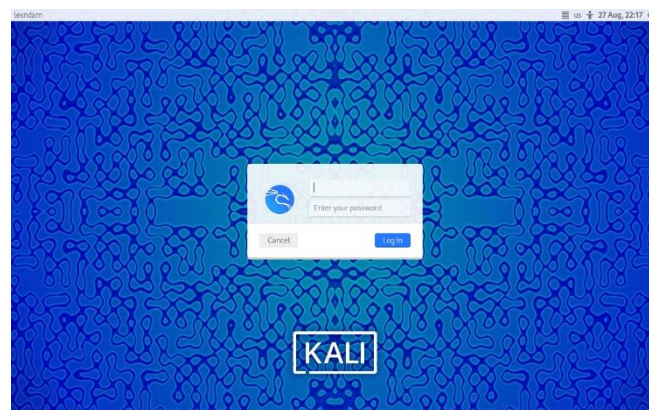 lexndam
us 27 Aug, 22:17
Enter your password
Cancel
Log In
KALI